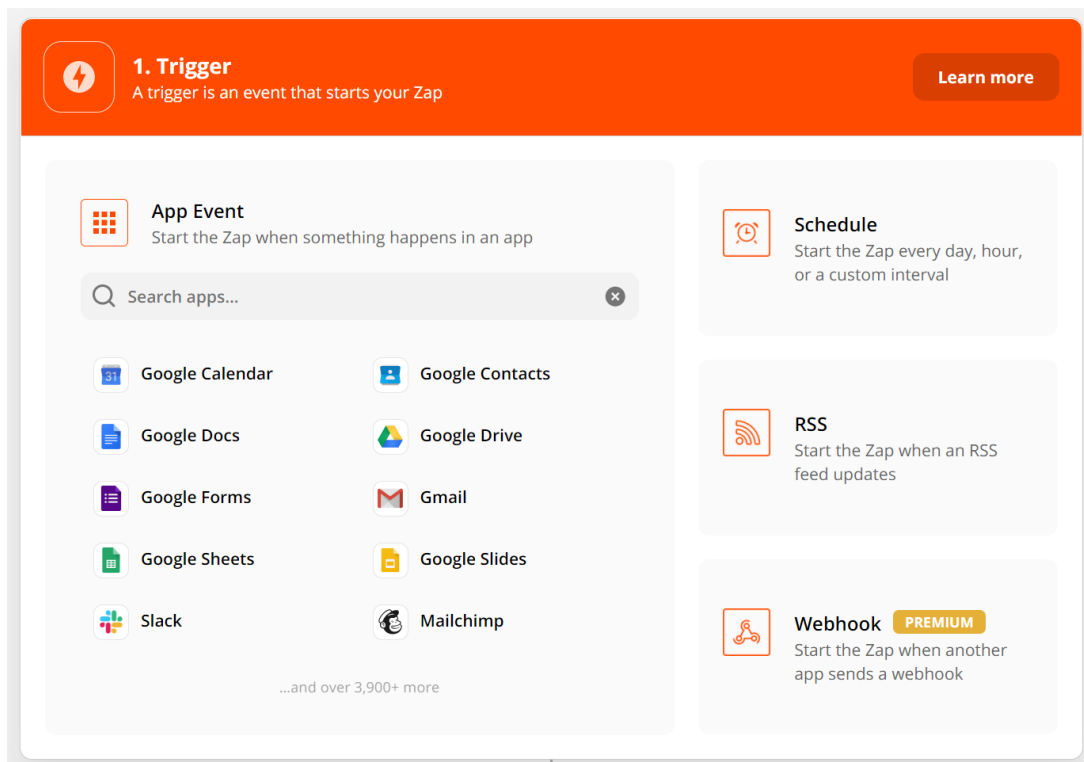 1. Trigger
A trigger is an event that starts your Zap
Learn more
App Event
Start the Zap when something happens in an app
Search apps...
31
Google Calendar
Google Contacts
Google Docs
Google Drive
Google Forms
Gmail
Google Sheets
Google Slides
Slack
Mailchimp
...and over 3,900+ more
Schedule
Start the Zap every day, hour,
or a custom interval
RSS
Start the Zap when an RSS
feed updates
Webhook PREMIUM
Start the Zap when another
app sends a webhook